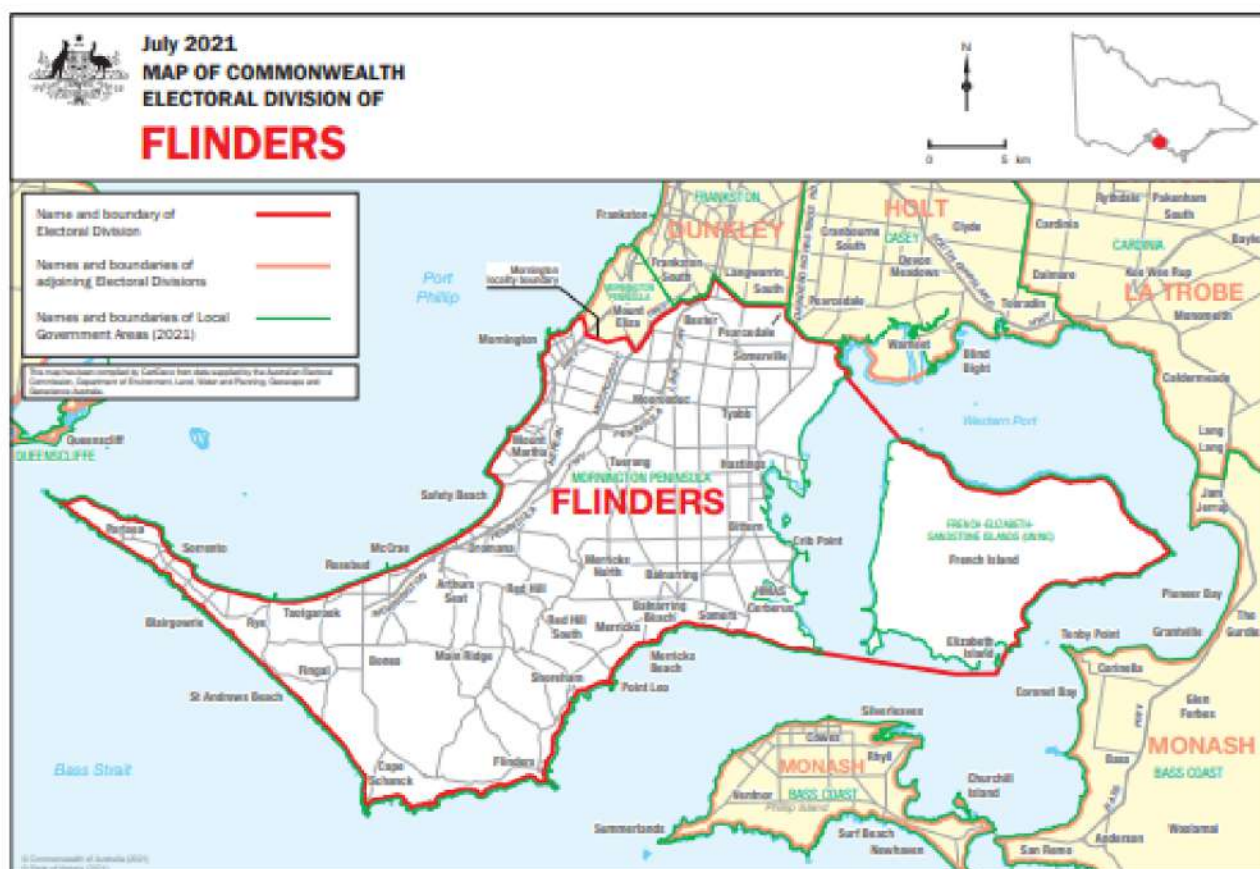 July 2021
MAP OF COMMONWEALTH
ELECTORAL DIVISION OF
FLINDERS
N
0 5 km
Name and boundary of
Electoral Division
Names and boundaries of
adjoining Electoral Divisions
Names and boundaries of Local
Government Areas (2021)
Port
Phillip
Mornington
locality boundary
Frankston
FRANKSTON
DUNKLEY
Frankston
South
Langwarrin
South
MORNINGTON
PENINSULA
Mount
Eliza
HOLT
CASEY
Cranbourne
South
Clyde
Devon
Meadows
Pearcedale
Tooradin
Warneet
Blind
Bight
Cardinia
Rythdale
Pakenham
South
CARDINIA
Dalmore
Koo Wee Rup
LA TROBE
Monomeith
Caldermeade
Lang
Lang
Jam
Jerrup
Western Port
Mornington
Baxter
Pearcedale
Somerville
Moorooduc
Tyabb
Mount
Martha
Tuerong
Hastings
MORNINGTON PENINSULA
FLINDERS
Safety Beach
Bittern
Crib Point
Queenscliff
QUEENSCLIFFE
Portsea
Sorrento
McCrae
Rosebud
Dromana
Merricks
North
Balnarring
HMAS
Cerberus
Arthurs
Seat
Red Hill
Blairgowrie
Rye
Tootgarook
Red Hill
South
Balnarring
Beach
Merricks
Somers
Fingal
Boneo
Main Ridge
Merricks
Beach
Shoreham
Point Leo
St Andrews Beach
Cape
Schanck
Flinders
Bass Strait
FRENCH-ELIZABETH-
SANDSTONE ISLANDS (UNINC)
French Island
Elizabeth
Island
Pioneer Bay
Tenby Point
Grantville
The
Corinella
Coronet Bay
Glen
Forbes
MONASH
BASS COAST
Bass
Silverleaves
Cowes
Rhyll
MONASH
BASS COAST
Ventnor
Phillip Island
Churchill
Island
Summerlands
Surf Beach
Newhaven
San Remo
Anderson
Woolamai